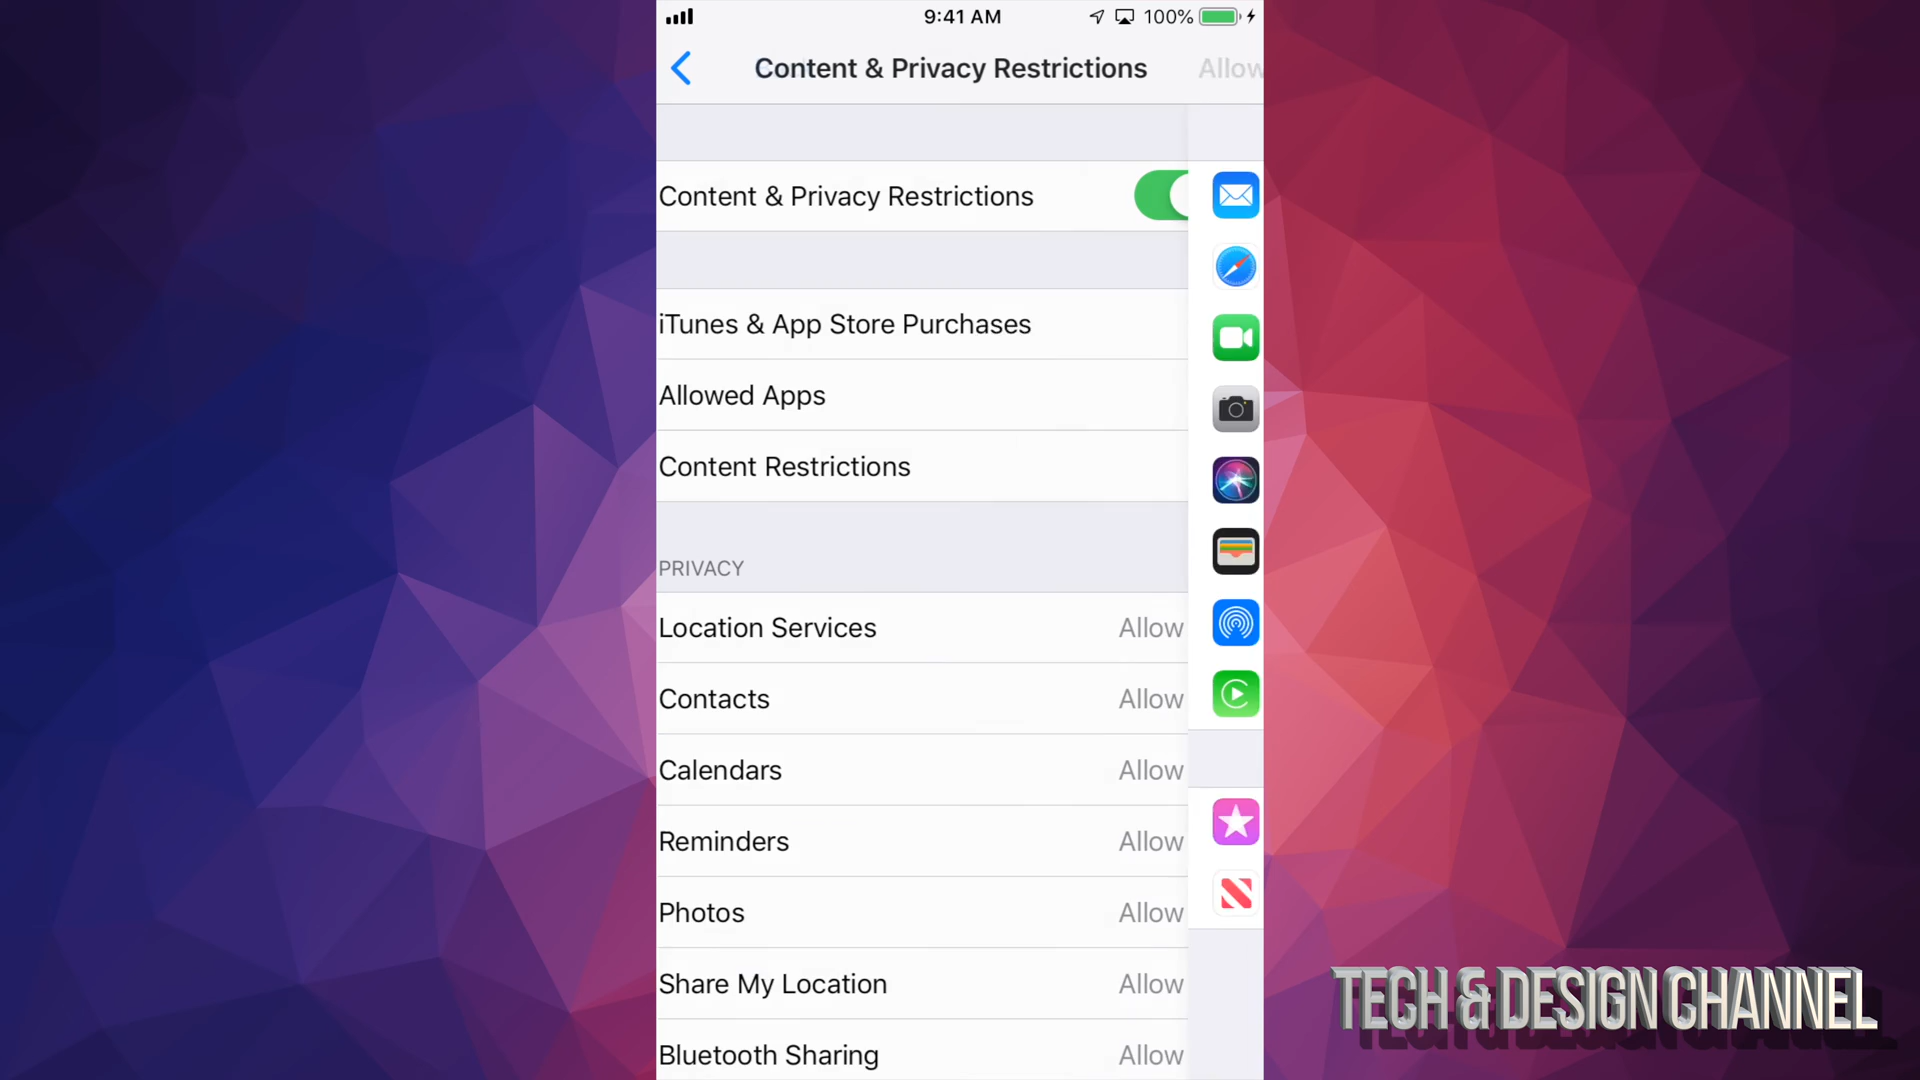 9:41 AM 100%
Content & Privacy Restrictions Allow
Content & Privacy Restrictions
iTunes & App Store Purchases
Allowed Apps
Content Restrictions
PRIVACY
Location Services Allow
Contacts Allow
Calendars Allow
Reminders Allow
Photos Allow
Share My Location Allow
Bluetooth Sharing Allow
TECH & DESIGN CHANNEL